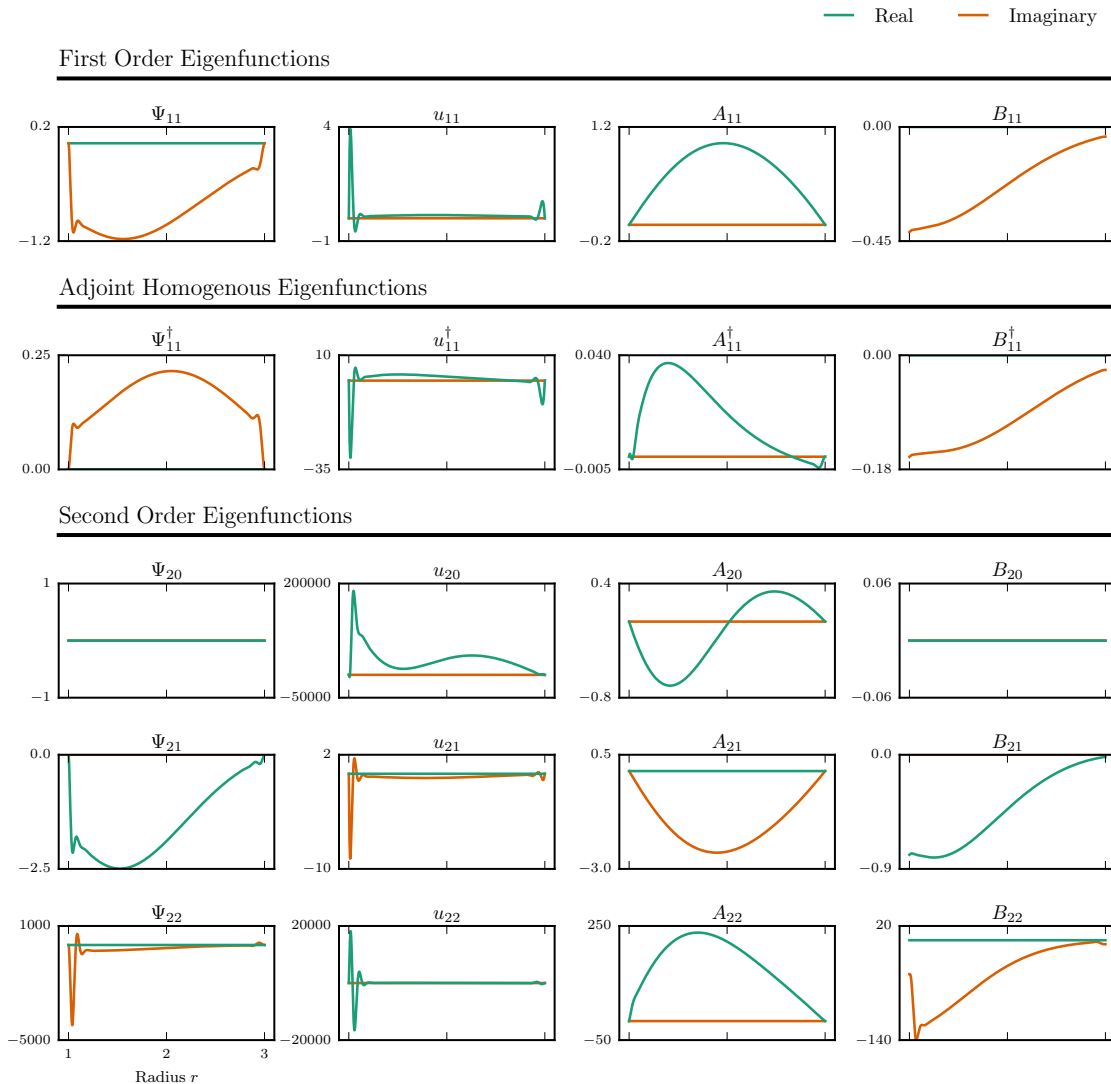 Real Imaginary
First Order Eigenfunctions
Ψ₁₁ u₁₁ A₁₁ B₁₁
0.2 4 1.2 0.00
−1.2 −1 −0.2 −0.45
Adjoint Homogenous Eigenfunctions
Ψ₁₁† u₁₁† A₁₁† B₁₁†
0.25 10 0.040 0.00
0.00 −35 −0.005 −0.18
Second Order Eigenfunctions
Ψ₂₀ u₂₀ A₂₀ B₂₀
1 200000 0.4 0.06
−1 −50000 −0.8 −0.06
Ψ₂₁ u₂₁ A₂₁ B₂₁
0.0 2 0.5 0.0
−2.5 −10 −3.0 −0.9
Ψ₂₂ u₂₂ A₂₂ B₂₂
1000 20000 250 20
−5000 −20000 −50 −140
1 2 3
Radius r